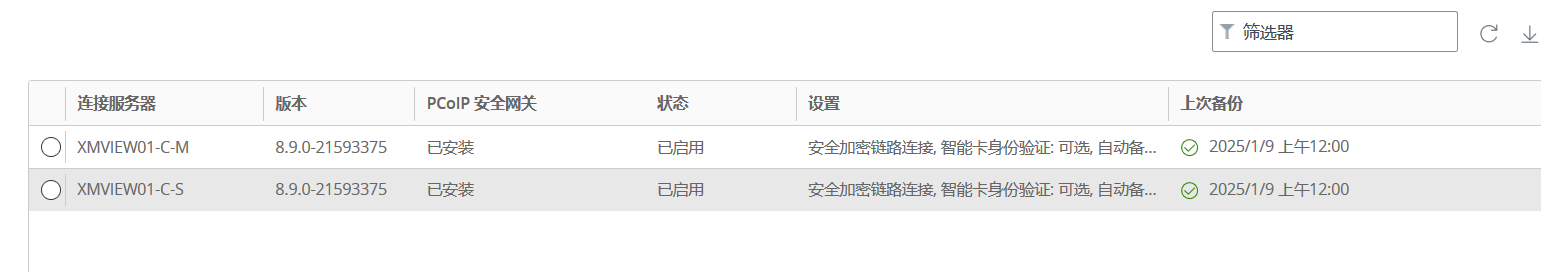 筛选器
连接服务器 版本 PCoIP 安全网关 状态 设置 上次备份
XMVIEW01-C-M 8.9.0-21593375 已安装 已启用 安全加密链路连接, 智能卡身份验证: 可选, 自动备... 2025/1/9 上午12:00
XMVIEW01-C-S 8.9.0-21593375 已安装 已启用 安全加密链路连接, 智能卡身份验证: 可选, 自动备... 2025/1/9 上午12:00